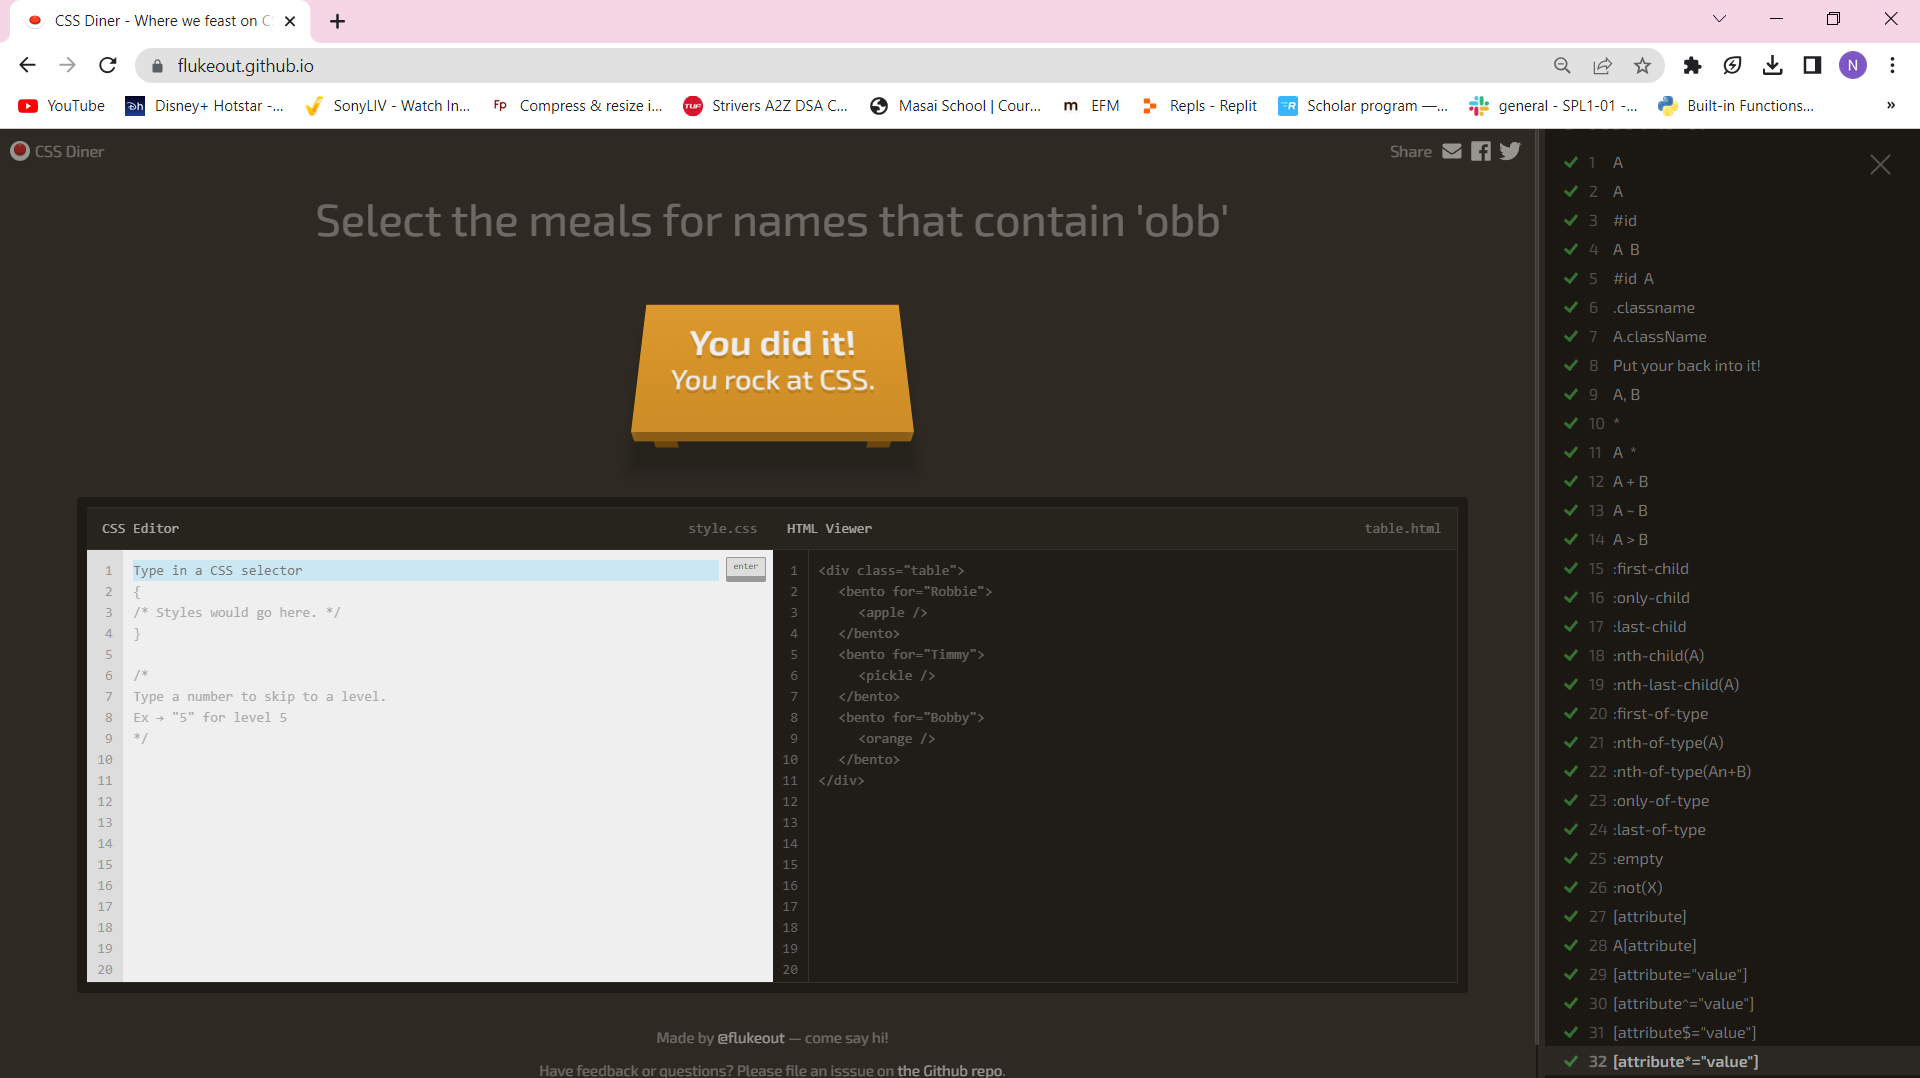 CSS Diner - Where we feast on C
flukeout.github.io
N
YouTube
Disney+ Hotstar -...
SonyLIV - Watch In...
Fp Compress & resize i...
TUF Strivers A2Z DSA C...
Masai School | Cour...
m EFM
Repls - Replit
Scholar program —...
general - SPL1-01 -...
Built-in Functions...
»
CSS Diner
Share
Select the meals for names that contain 'obb'
You did it!
You rock at CSS.
CSS Editor
style.css
1 Type in a CSS selector
enter
2 {
3 /* Styles would go here. */
4 }
5
6 /*
7 Type a number to skip to a level.
8 Ex → "5" for level 5
9 */
10
11
12
13
14
15
16
17
18
19
20
HTML Viewer
table.html
1 <div class="table">
2 <bento for="Robbie">
3 <apple />
4 </bento>
5 <bento for="Timmy">
6 <pickle />
7 </bento>
8 <bento for="Bobby">
9 <orange />
10 </bento>
11 </div>
12
13
14
15
16
17
18
19
20
Made by @flukeout — come say hi!
Have feedback or questions? Please file an isssue on the Github repo.
1 A
2 A
3 #id
4 A B
5 #id A
6 .classname
7 A.className
8 Put your back into it!
9 A, B
10 *
11 A *
12 A + B
13 A ~ B
14 A > B
15 :first-child
16 :only-child
17 :last-child
18 :nth-child(A)
19 :nth-last-child(A)
20 :first-of-type
21 :nth-of-type(A)
22 :nth-of-type(An+B)
23 :only-of-type
24 :last-of-type
25 :empty
26 :not(X)
27 [attribute]
28 A[attribute]
29 [attribute="value"]
30 [attribute^="value"]
31 [attribute$="value"]
32 [attribute*="value"]